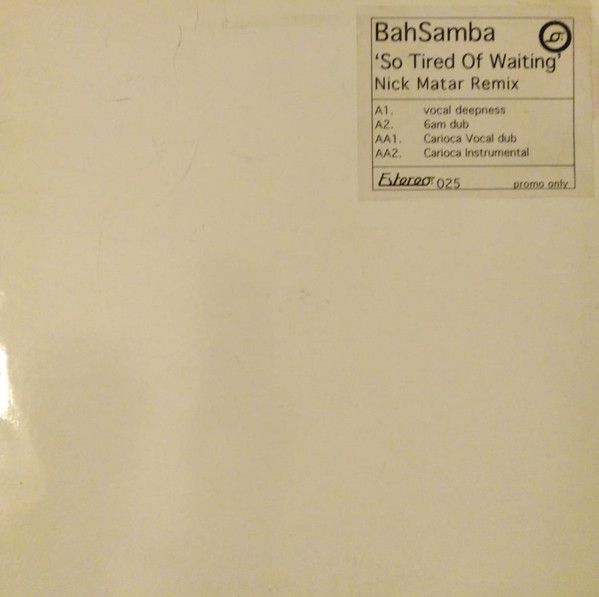 BahSamba
‘So Tired Of Waiting’
Nick Matar Remix
A1. vocal deepness
A2. 6am dub
AA1. Carioca Vocal dub
AA2. Carioca Instrumental
Estereo 025 promo only